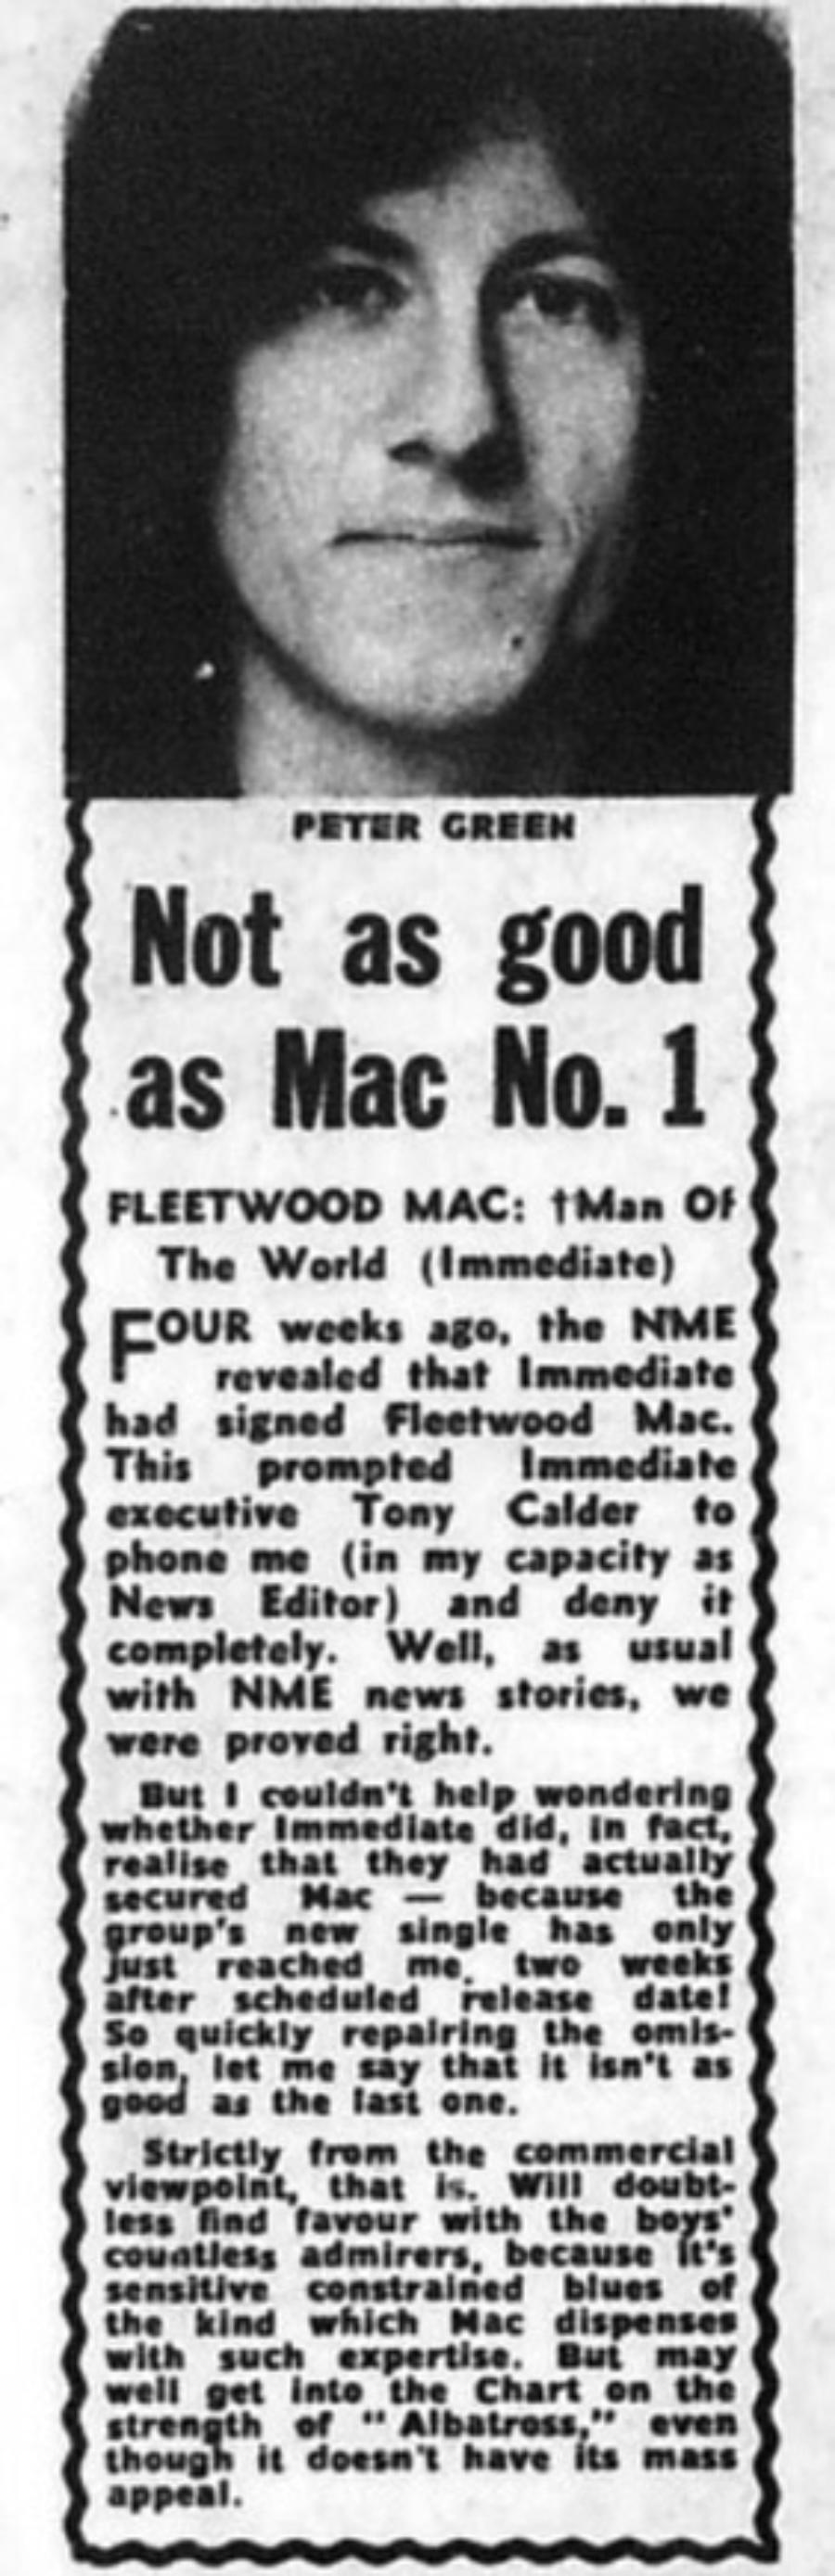 PETER GREEN
Not as good
as Mac No. 1
FLEETWOOD MAC: †Man Of
The World (Immediate)
FOUR weeks ago, the NME
revealed that Immediate
had signed Fleetwood Mac.
This prompted Immediate
executive Tony Calder to
phone me (in my capacity as
News Editor) and deny it
completely. Well, as usual
with NME news stories, we
were proved right.
But I couldn't help wondering
whether Immediate did, in fact,
realise that they had actually
secured Mac — because the
group's new single has only
just reached me, two weeks
after scheduled release date!
So quickly repairing the omis-
sion, let me say that it isn't as
good as the last one.
Strictly from the commercial
viewpoint, that is. Will doubt-
less find favour with the boys'
countless admirers, because it's
sensitive constrained blues of
the kind which Mac dispenses
with such expertise. But may
well get into the Chart on the
strength of "Albatross," even
though it doesn't have its mass
appeal.